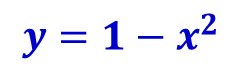 y = 1 − x²